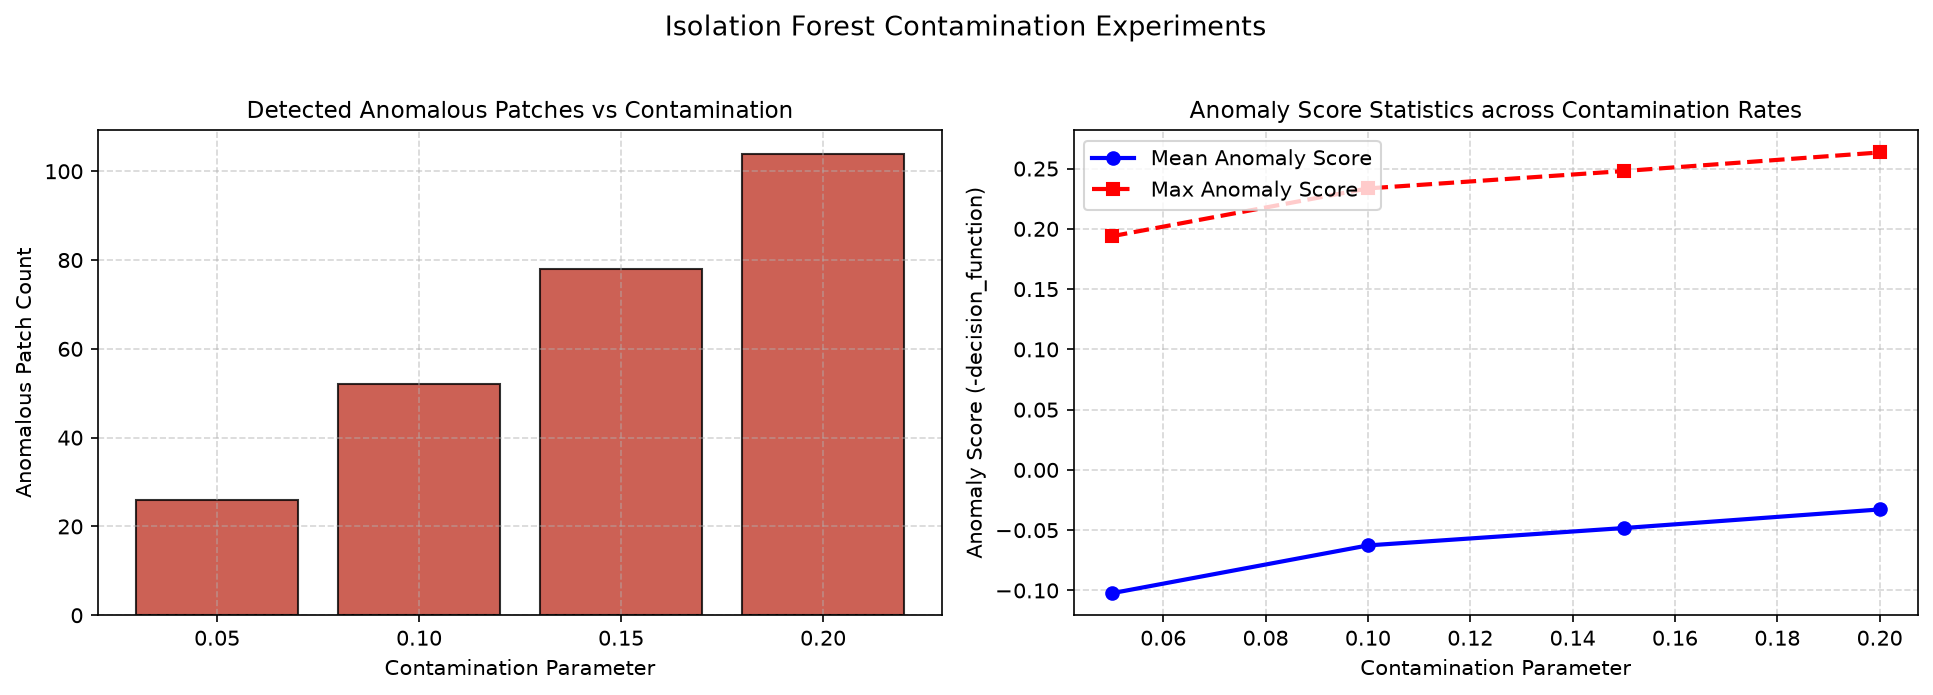 Isolation Forest Contamination Experiments
Detected Anomalous Patches vs Contamination
Anomalous Patch Count
100
80
60
40
20
0
0.05
0.10
0.15
0.20
Contamination Parameter
Anomaly Score Statistics across Contamination Rates
Mean Anomaly Score
Max Anomaly Score
Anomaly Score (-decision_function)
0.25
0.20
0.15
0.10
0.05
0.00
−0.05
−0.10
0.06
0.08
0.10
0.12
0.14
0.16
0.18
0.20
Contamination Parameter